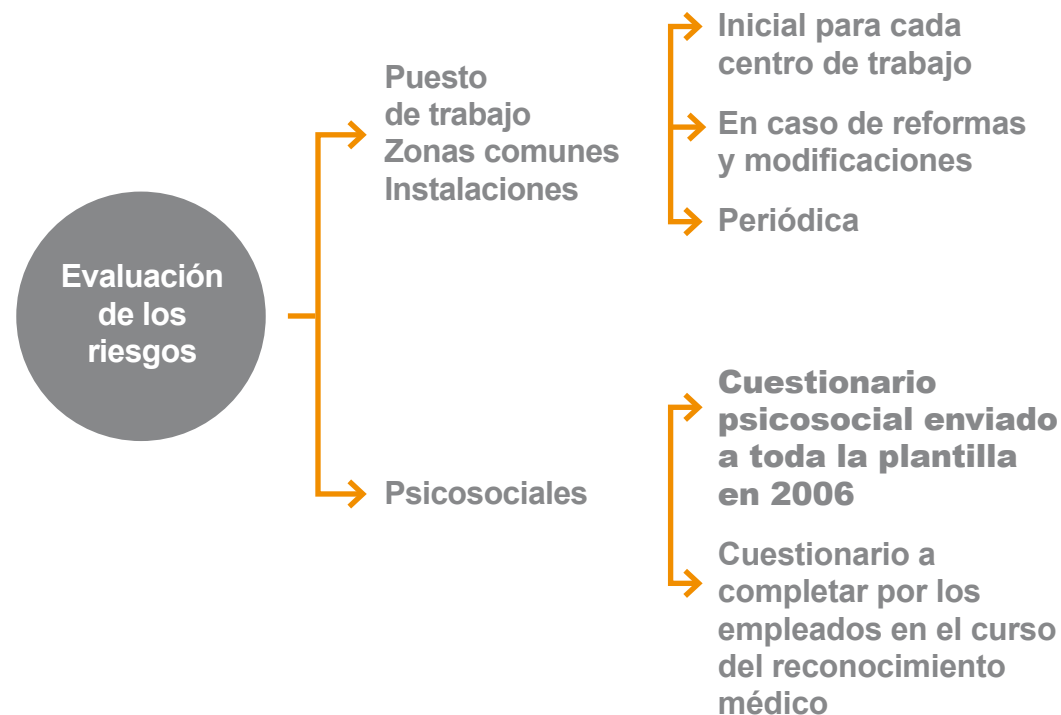 Evaluación
de los
riesgos
Puesto
de trabajo
Zonas comunes
Instalaciones
Inicial para cada
centro de trabajo
En caso de reformas
y modificaciones
Periódica
Psicosociales
Cuestionario
psicosocial enviado
a toda la plantilla
en 2006
Cuestionario a
completar por los
empleados en el curso
del reconocimiento
médico